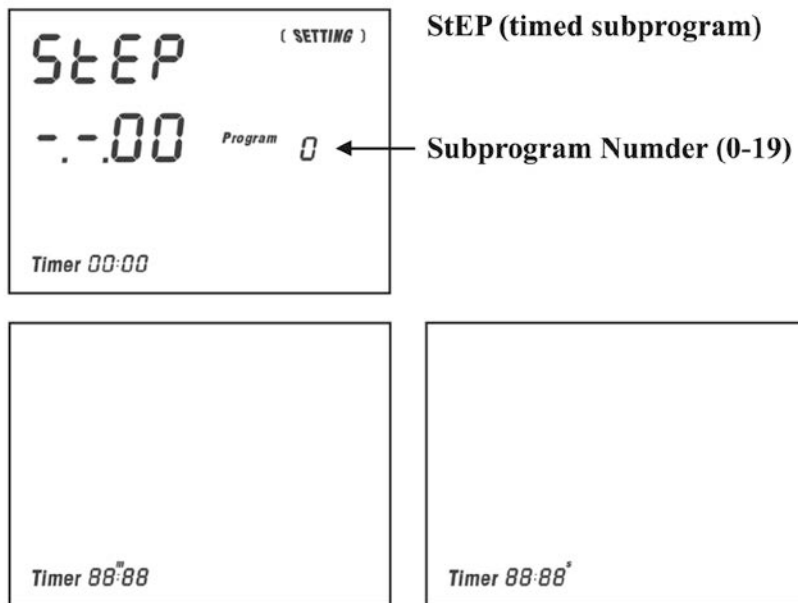 StEP
( SETTING )
StEP (timed subprogram)
-.-.00
Program 0
Subprogram Numder (0-19)
Timer 00:00
Timer 88:88 m
Timer 88:88 s